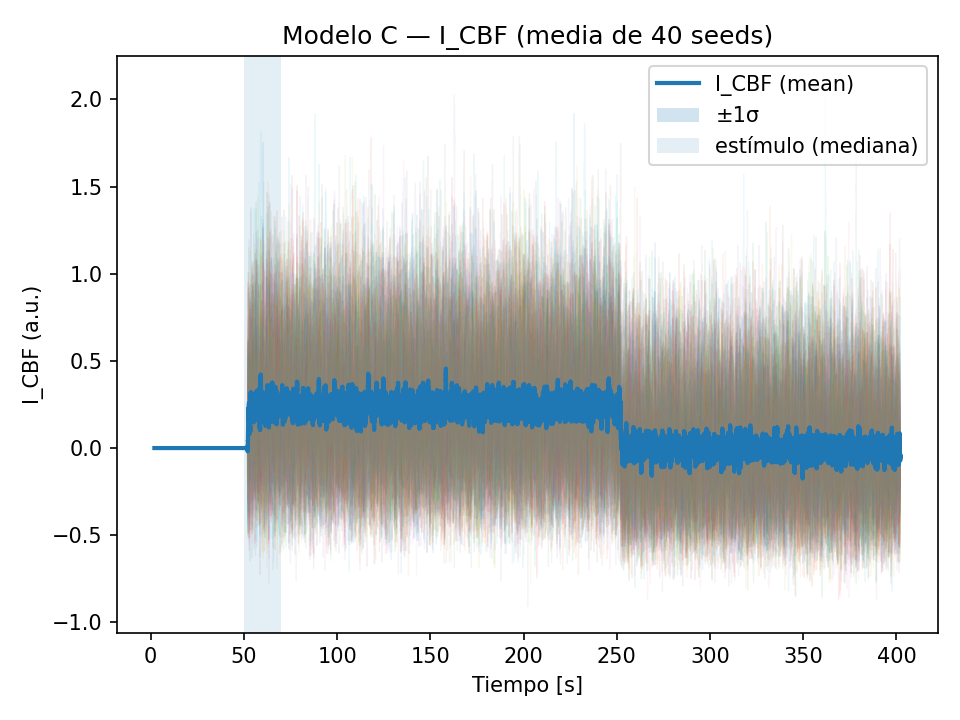 Modelo C — I_CBF (media de 40 seeds)
I_CBF (mean)
±1σ
estímulo (mediana)
I_CBF (a.u.)
2.0
1.5
1.0
0.5
0.0
−0.5
−1.0
0 50 100 150 200 250 300 350 400
Tiempo [s]